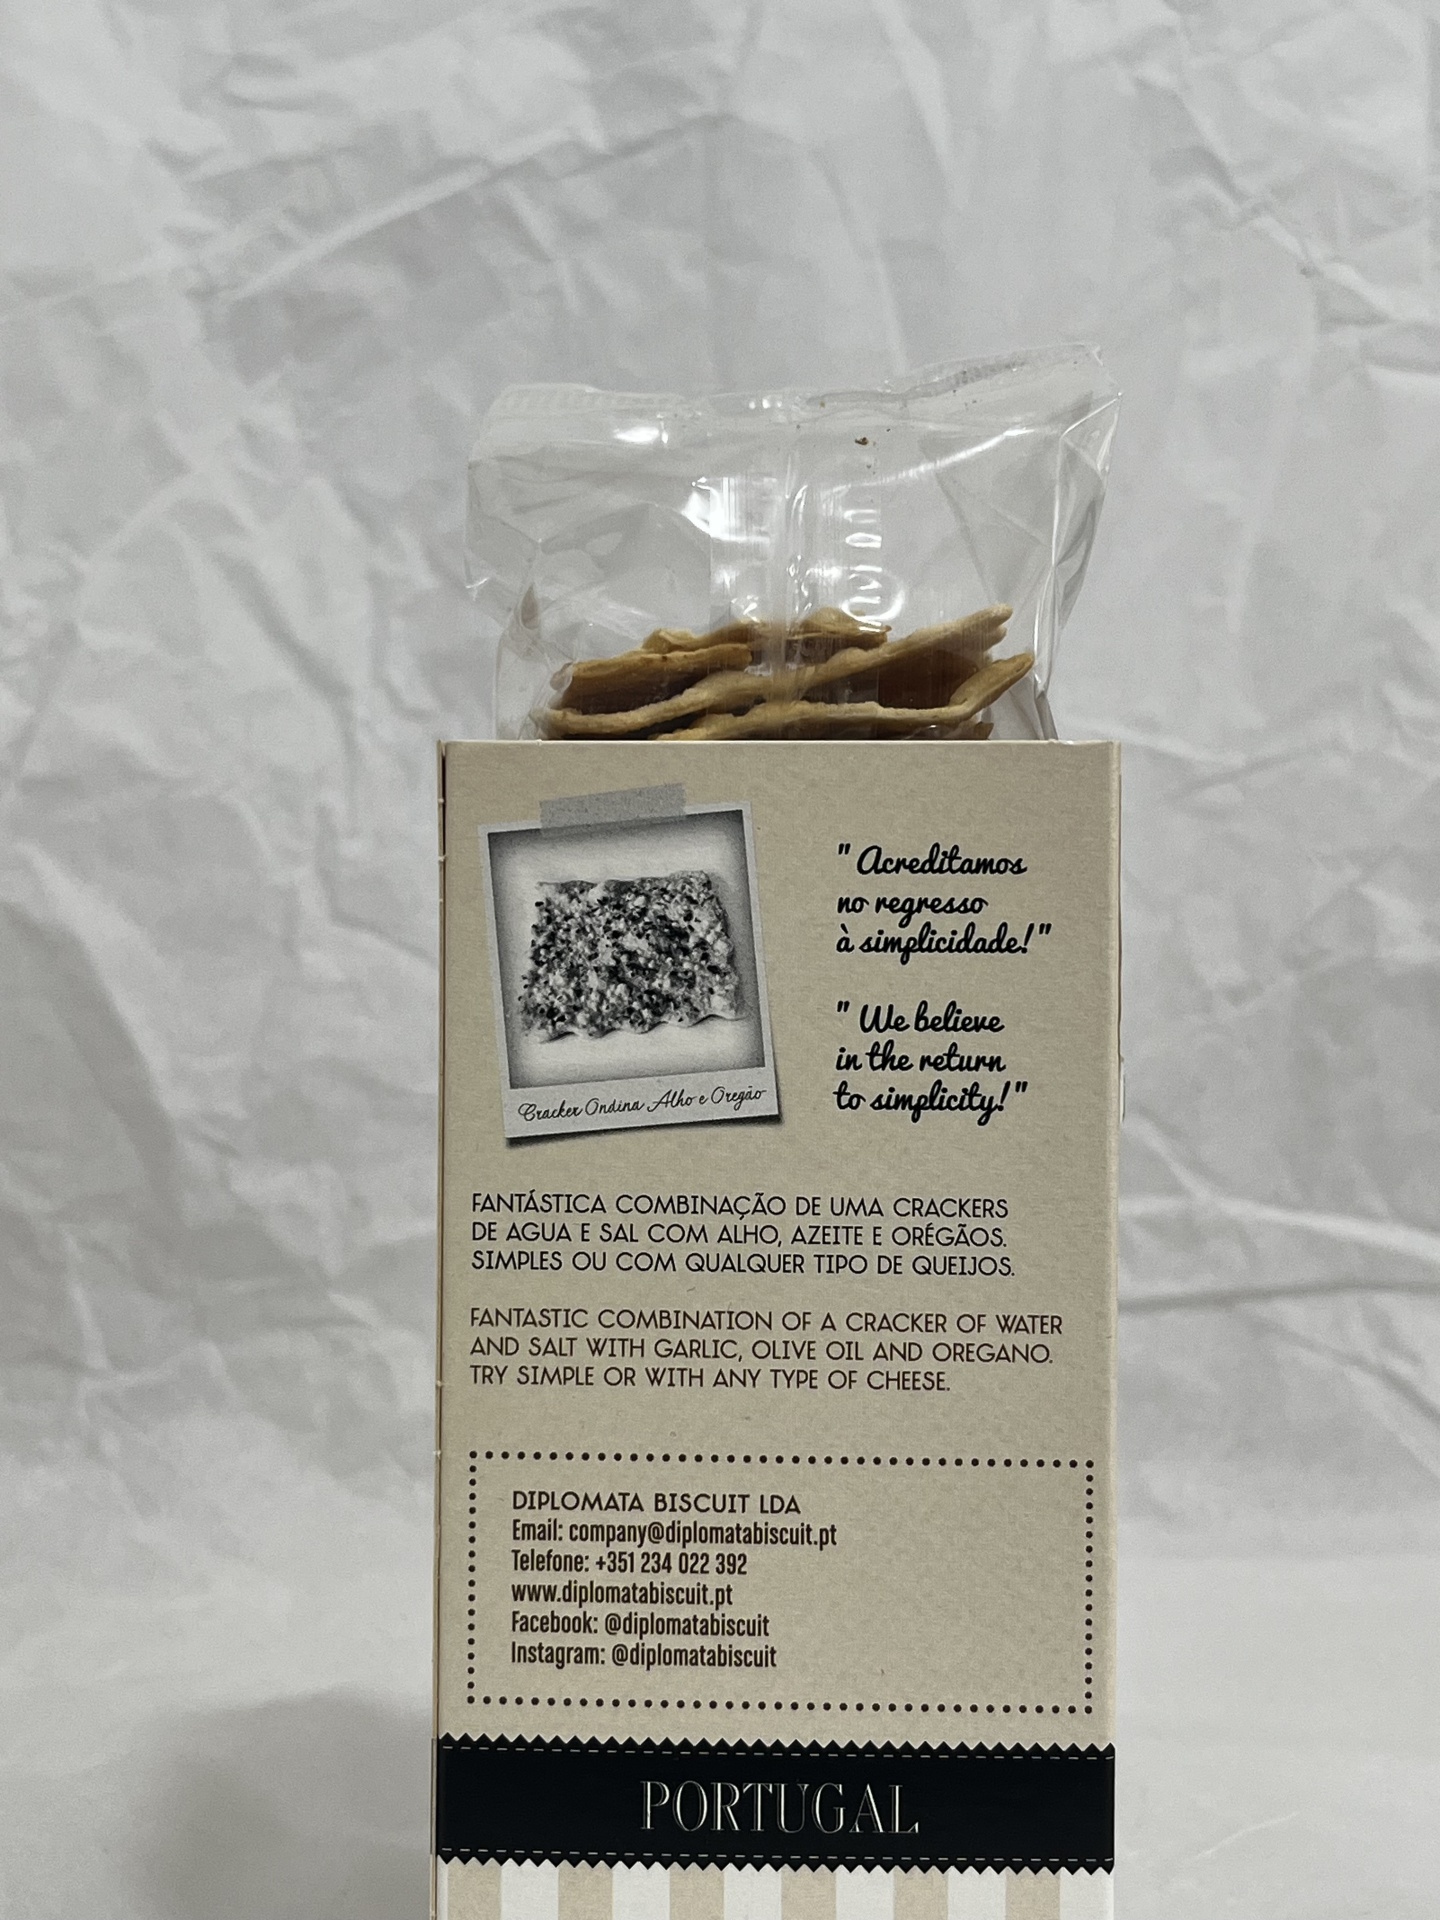 " Acreditamos
no regresso
à simplicidade! "
" We believe
in the return
to simplicity! "
Cracker Ondina Alho e Oregão
FANTÁSTICA COMBINAÇÃO DE UMA CRACKERS
DE AGUA E SAL COM ALHO, AZEITE E ORÉGÃOS.
SIMPLES OU COM QUALQUER TIPO DE QUEIJOS.
FANTASTIC COMBINATION OF A CRACKER OF WATER
AND SALT WITH GARLIC, OLIVE OIL AND OREGANO.
TRY SIMPLE OR WITH ANY TYPE OF CHEESE.
DIPLOMATA BISCUIT LDA
Email: company@diplomatabiscuit.pt
Telefone: +351 234 022 392
www.diplomatabiscuit.pt
Facebook: @diplomatabiscuit
Instagram: @diplomatabiscuit
PORTUGAL